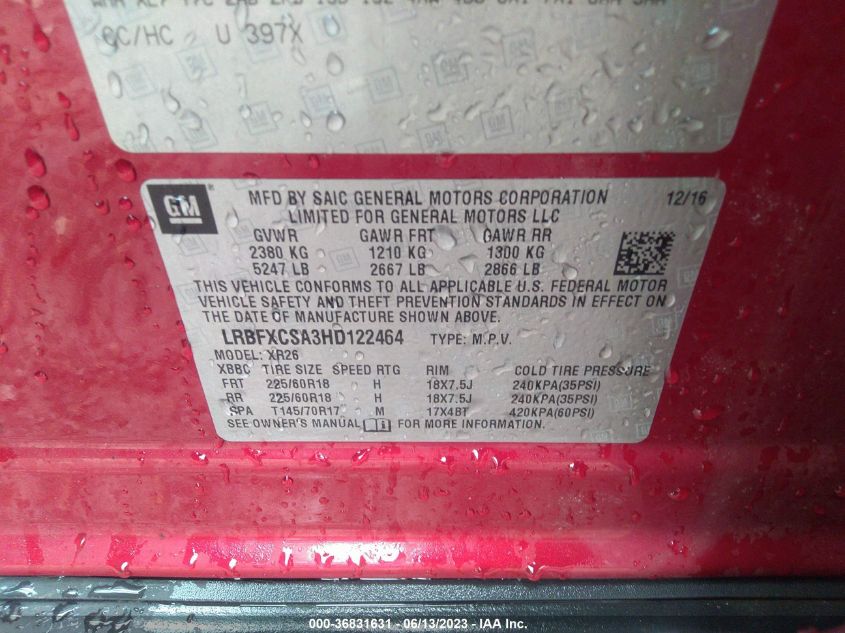 CC/HC U 397X
GM
MFD BY SAIC GENERAL MOTORS CORPORATION 12/16
LIMITED FOR GENERAL MOTORS LLC
GVWR GAWR FRT GAWR RR
2380 KG 1210 KG 1300 KG
5247 LB 2667 LB 2866 LB
THIS VEHICLE CONFORMS TO ALL APPLICABLE U.S. FEDERAL MOTOR
VEHICLE SAFETY AND THEFT PREVENTION STANDARDS IN EFFECT ON
THE DATE OF MANUFACTURE SHOWN ABOVE.
LRBFXCSA3HD122464 TYPE: M.P.V.
MODEL: XR26
XBBC TIRE SIZE SPEED RTG RIM COLD TIRE PRESSURE
FRT 225/60R18 H 18X7.5J 240KPA(35PSI)
RR 225/60R18 H 18X7.5J 240KPA(35PSI)
SPA T145/70R17 M 17X4BT 420KPA(60PSI)
SEE OWNER'S MANUAL FOR MORE INFORMATION.
000-36831631 - 06/13/2023 - IAA Inc.